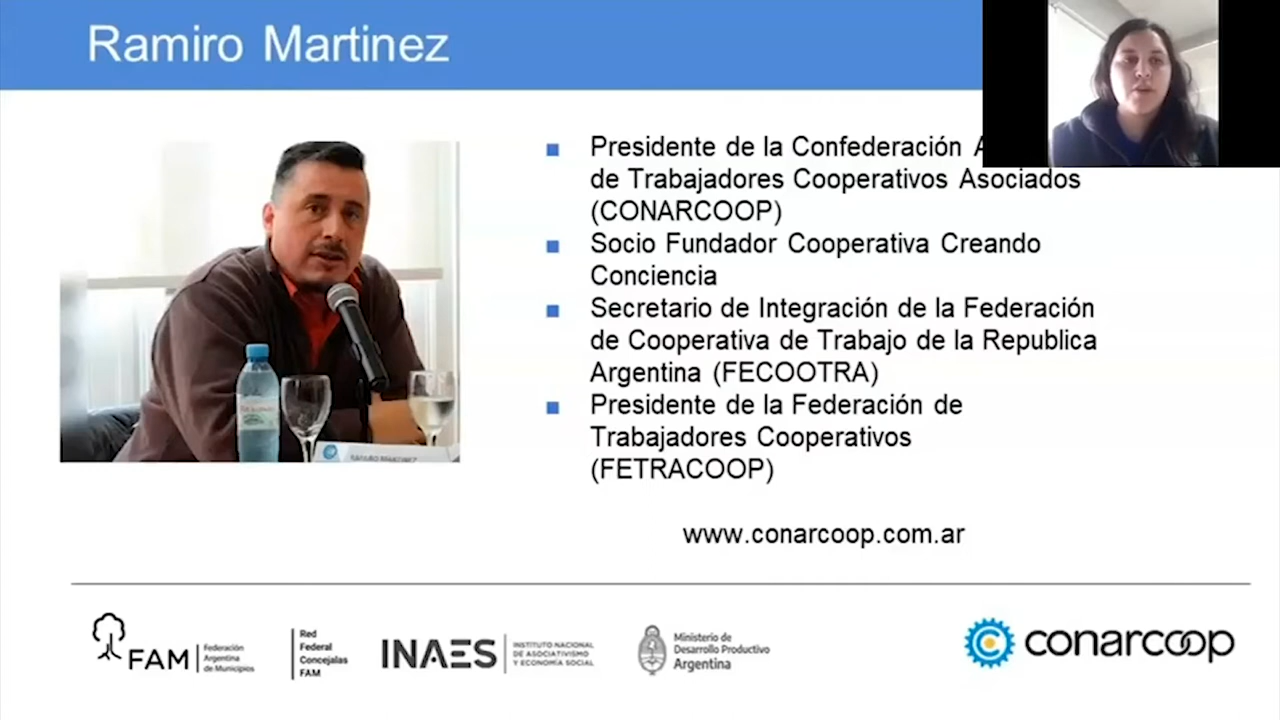 Ramiro Martinez
Presidente de la Confederación
de Trabajadores Cooperativos Asociados
(CONARCOOP)
Socio Fundador Cooperativa Creando
Conciencia
Secretario de Integración de la Federación
de Cooperativa de Trabajo de la Republica
Argentina (FECOOTRA)
Presidente de la Federación de
Trabajadores Cooperativos
(FETRACOOP)
www.conarcoop.com.ar
FAM
Federación
Argentina
de Municipios
Red
Federal
Concejalas
FAM
INAES
INSTITUTO NACIONAL
DE ASOCIATIVISMO
Y ECONOMÍA SOCIAL
Ministerio de
Desarrollo Productivo
Argentina
conarcoop